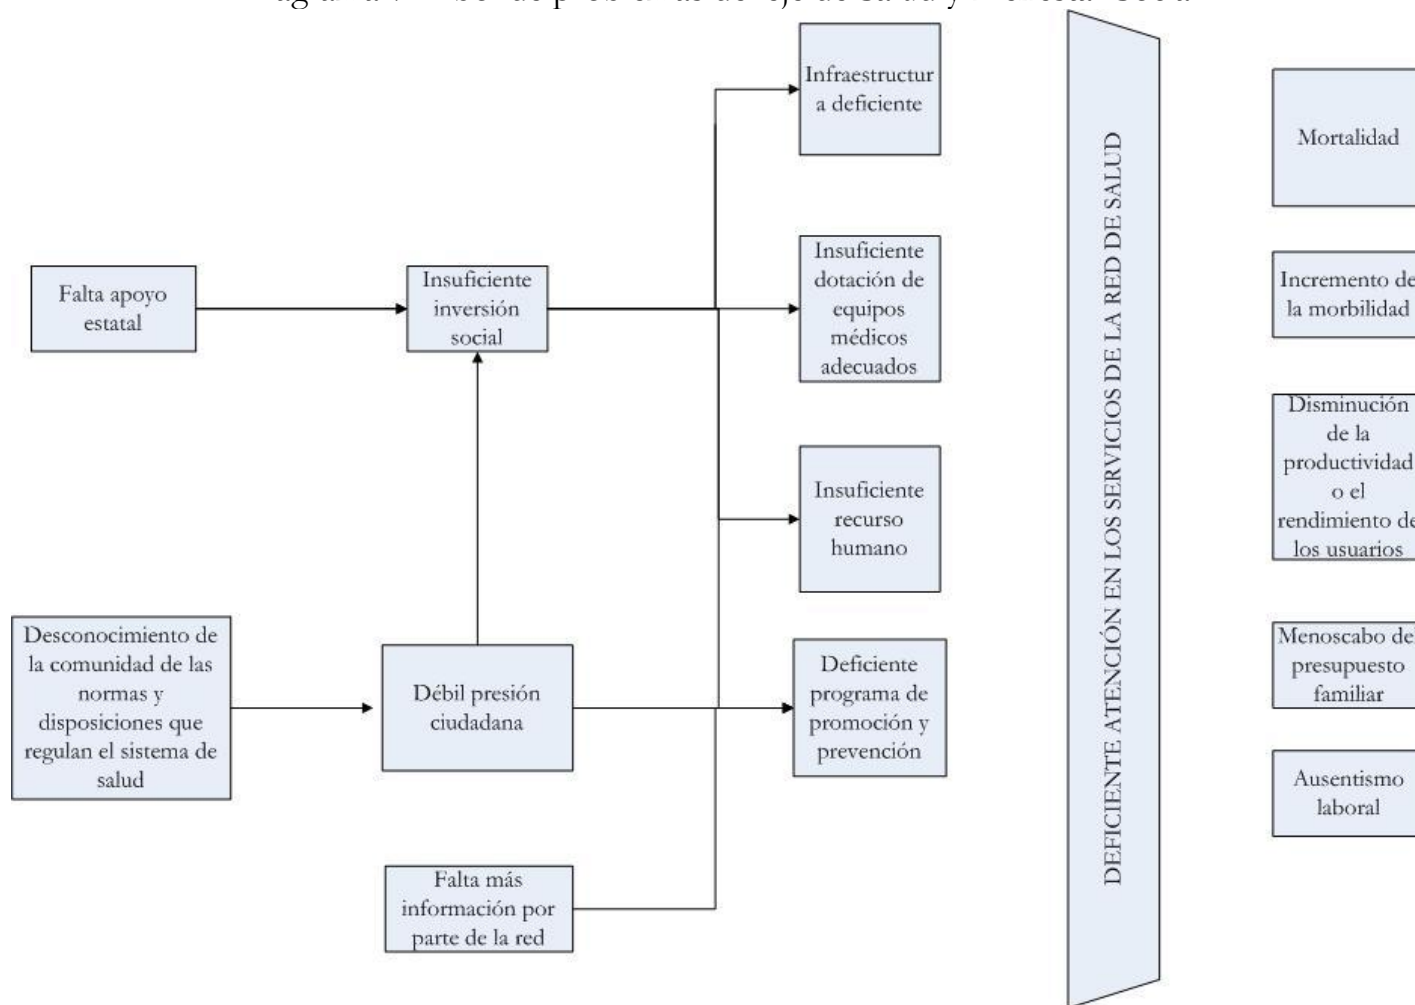 Infraestructur
a deficiente
Insuficiente
dotación de
equipos
médicos
adecuados
Falta apoyo
estatal
Insuficiente
inversión
social
Insuficiente
recurso
humano
Desconocimiento de
la comunidad de las
normas y
disposiciones que
regulan el sistema de
salud
Débil presión
ciudadana
Deficiente
programa de
promoción y
prevención
Falta más
información por
parte de la red
DEFICIENTE ATENCIÓN EN LOS SERVICIOS DE LA RED DE SALUD
Mortalidad
Incremento de
la morbilidad
Disminución
de la
productividad
o el
rendimiento de
los usuarios
Menoscabo de
presupuesto
familiar
Ausentismo
laboral